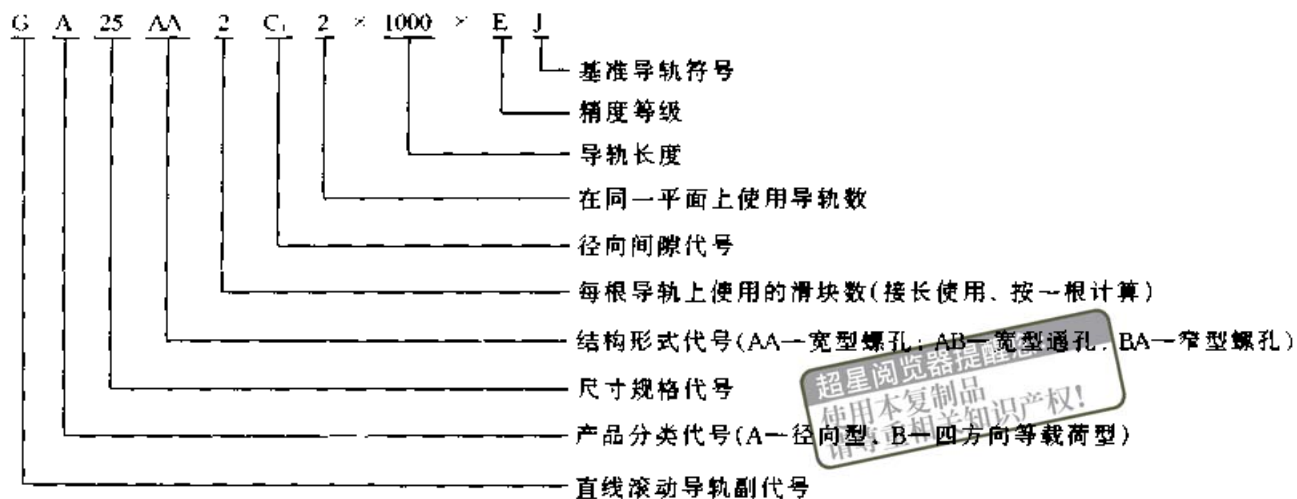 G A 25 AA 2 C₁ 2 × 1000 × E J
基准导轨符号
精度等级
导轨长度
在同一平面上使用导轨数
径向间隙代号
每根导轨上使用的滑块数(接长使用、按一根计算)
结构形式代号(AA—宽型螺孔; AB—宽型通孔, BA—窄型螺孔)
尺寸规格代号
产品分类代号(A—径向型、B—四方向等载荷型)
直线滚动导轨副代号
超星阅览器提醒
使用本复制品
请尊重相关知识产权!